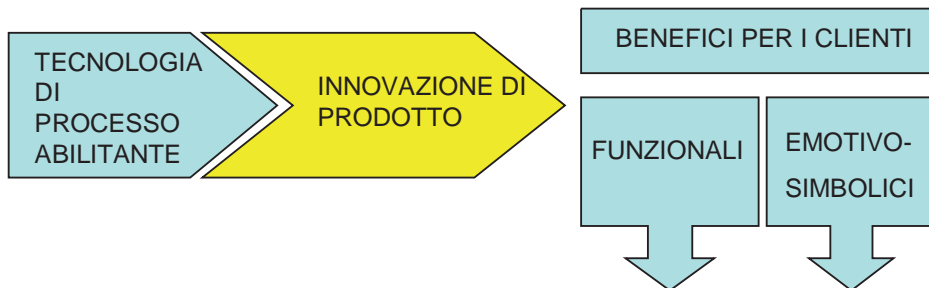 TECNOLOGIA
DI
PROCESSO
ABILITANTE
INNOVAZIONE DI
PRODOTTO
BENEFICI PER I CLIENTI
FUNZIONALI
EMOTIVO-
SIMBOLICI